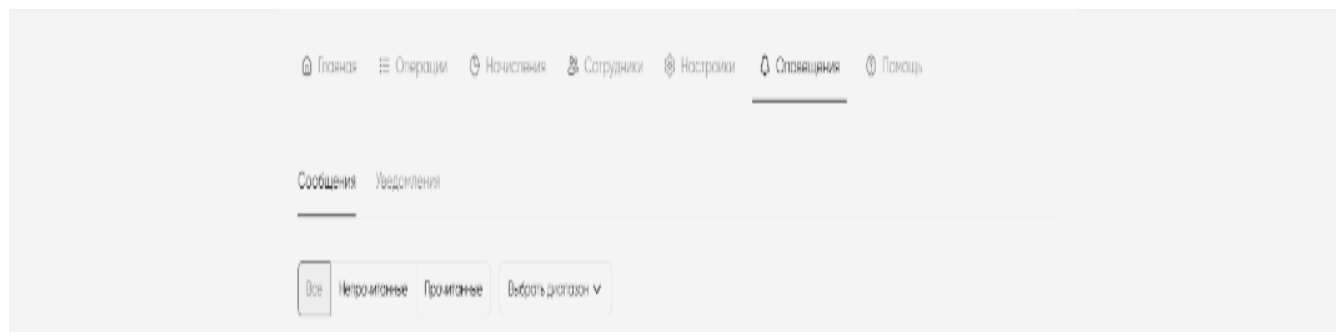 Главная Операции Начисления Сотрудники Настройки Оповещения Помощь
Сообщения Уведомления
Все Непрочитанные Прочитанные Выбрать диапазон